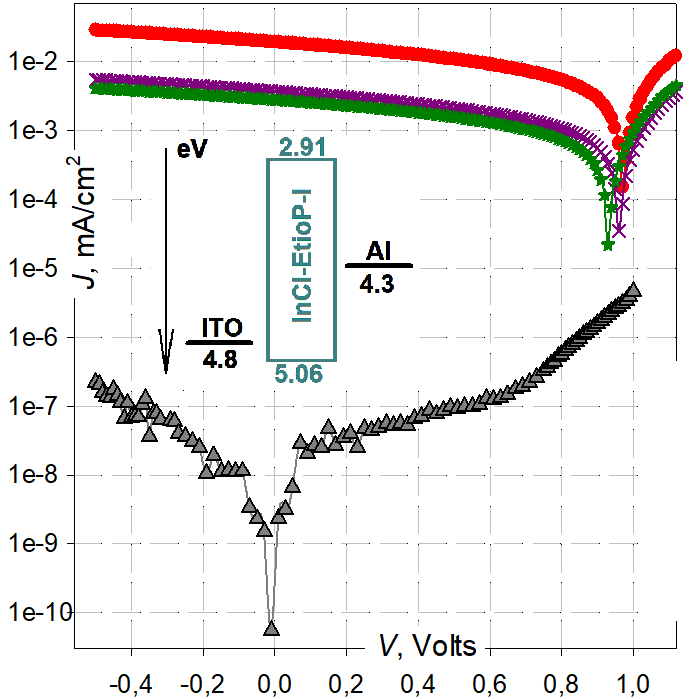 1e-2
1e-3
1e-4
1e-5
1e-6
1e-7
1e-8
1e-9
1e-10
J, mA/cm²
eV
2.91
InCl-EtioP-I
5.06
Al
4.3
ITO
4.8
V, Volts
-0,4 -0,2 0,0 0,2 0,4 0,6 0,8 1,0